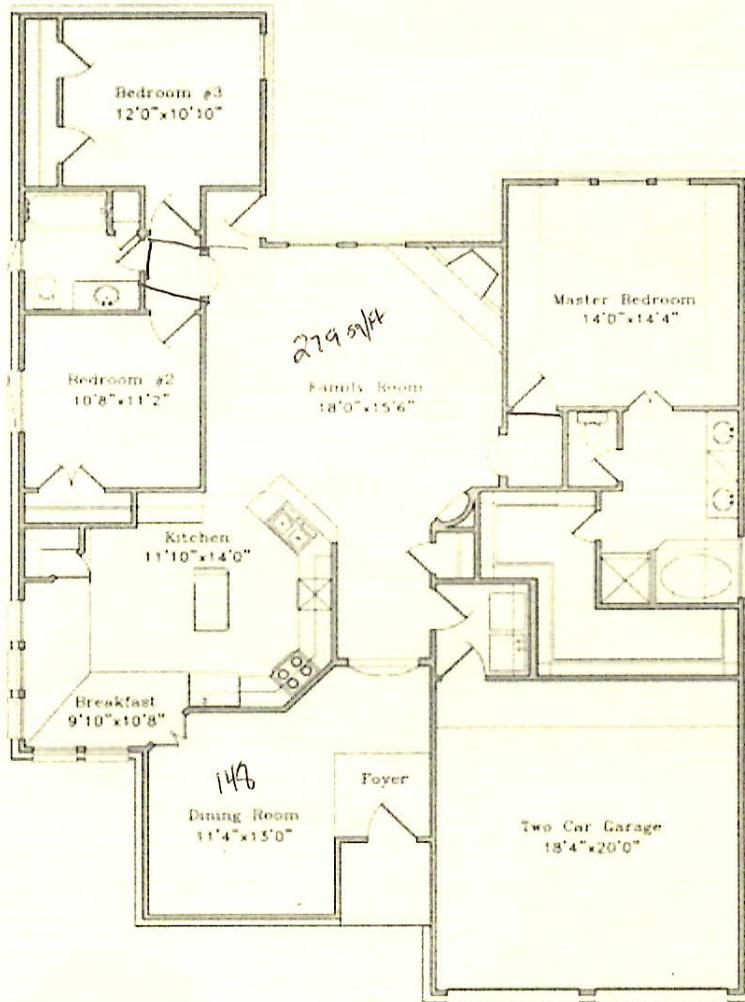 Bedroom #3
12'0"x10'10"
Master Bedroom
14'0"x14'4"
279 sq/ft
Family Room
18'0"x15'6"
Bedroom #2
10'8"x11'2"
Kitchen
11'10"x14'0"
Breakfast
9'10"x10'8"
148
Dining Room
11'4"x13'0"
Foyer
Two Car Garage
18'4"x20'0"